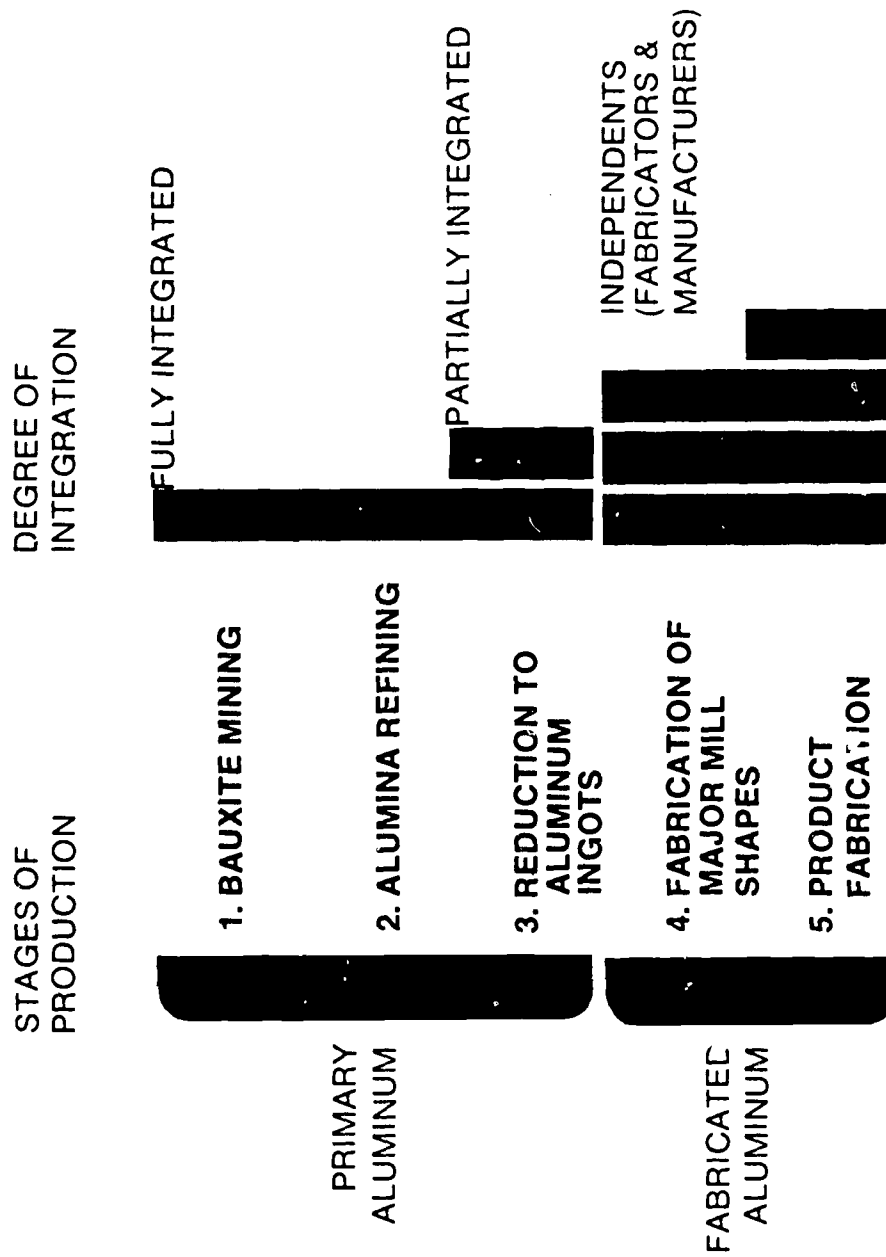 STAGES OF
PRODUCTION
DEGREE OF
INTEGRATION
PRIMARY
ALUMINUM
1. BAUXITE MINING
2. ALUMINA REFINING
3. REDUCTION TO
ALUMINUM
INGOTS
FULLY INTEGRATED
PARTIALLY INTEGRATED
FABRICATED
ALUMINUM
4. FABRICATION OF
MAJOR MILL
SHAPES
5. PRODUCT
FABRICATION
INDEPENDENTS
(FABRICATORS &
MANUFACTURERS)